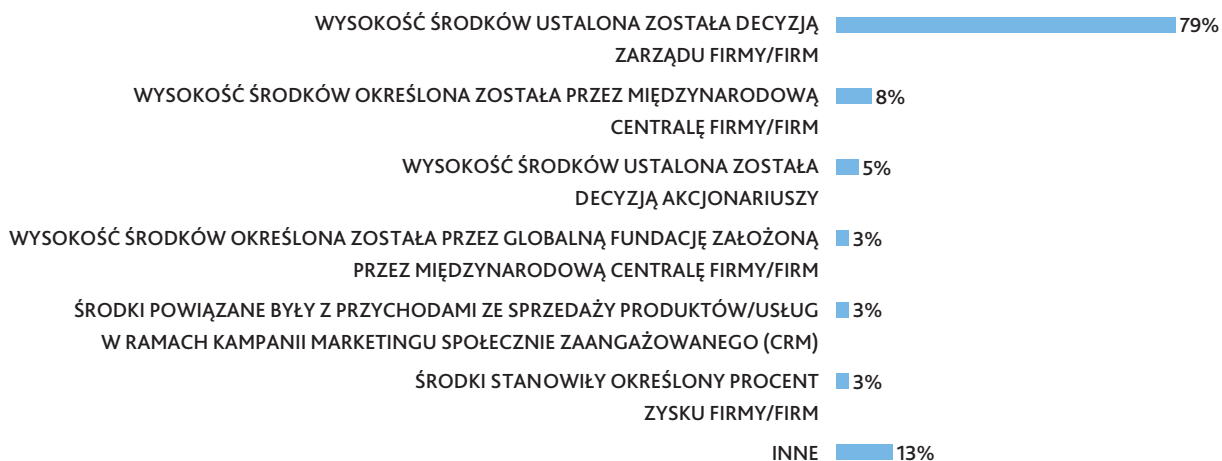 WYSOKOŚĆ ŚRODKÓW USTALONA ZOSTAŁA DECYZJĄ 79%
ZARZĄDU FIRMY/FIRM
WYSOKOŚĆ ŚRODKÓW OKREŚLONA ZOSTAŁA PRZEZ MIĘDZYNARODOWĄ 8%
CENTRALĘ FIRMY/FIRM
WYSOKOŚĆ ŚRODKÓW USTALONA ZOSTAŁA 5%
DECYZJĄ AKCJONARIUSZY
WYSOKOŚĆ ŚRODKÓW OKREŚLONA ZOSTAŁA PRZEZ GLOBALNĄ FUNDACJĘ ZAŁOŻONĄ 3%
PRZEZ MIĘDZYNARODOWĄ CENTRALĘ FIRMY/FIRM
ŚRODKI POWIĄZANE BYŁY Z PRZYCHODAMI ZE SPRZEDAŻY PRODUKTÓW/USŁUG 3%
W RAMACH KAMPANII MARKETINGU SPOŁECZNIE ZAANGAŻOWANEGO (CRM)
ŚRODKI STANOWIŁY OKREŚLONY PROCENT 3%
ZYSKU FIRMY/FIRM
INNE 13%